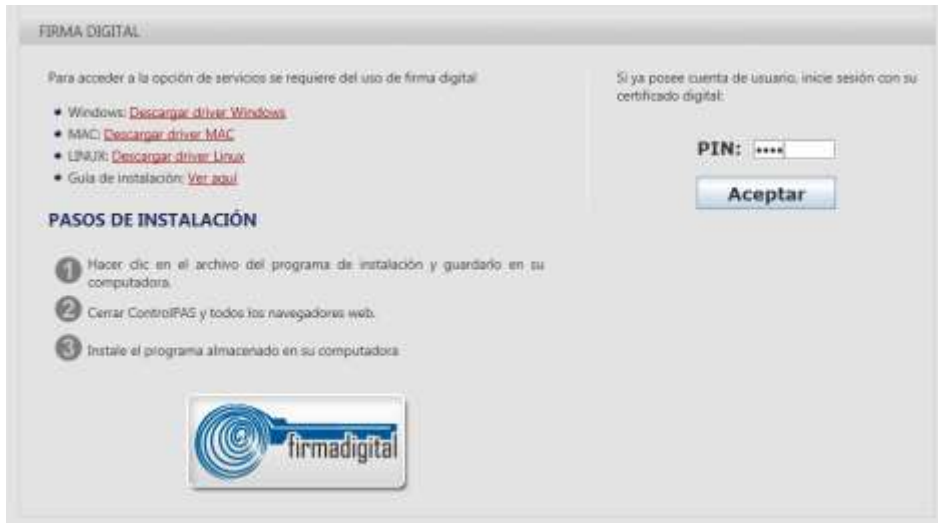 FIRMA DIGITAL
Para acceder a la opción de servicios se requiere del uso de firma digital
• Windows: Descargar driver Windows
• MAC: Descargar driver MAC
• LINUX: Descargar driver Linux
• Guía de instalación: Ver aquí
PASOS DE INSTALACIÓN
1 Hacer clic en el archivo del programa de instalación y guardarlo en su
computadora.
2 Cerrar ControlPAS y todos los navegadores web.
3 Instale el programa almacenado en su computadora
firmadigital
Si ya posee cuenta de usuario, inicie sesión con su
certificado digital:
PIN: ••••
Aceptar